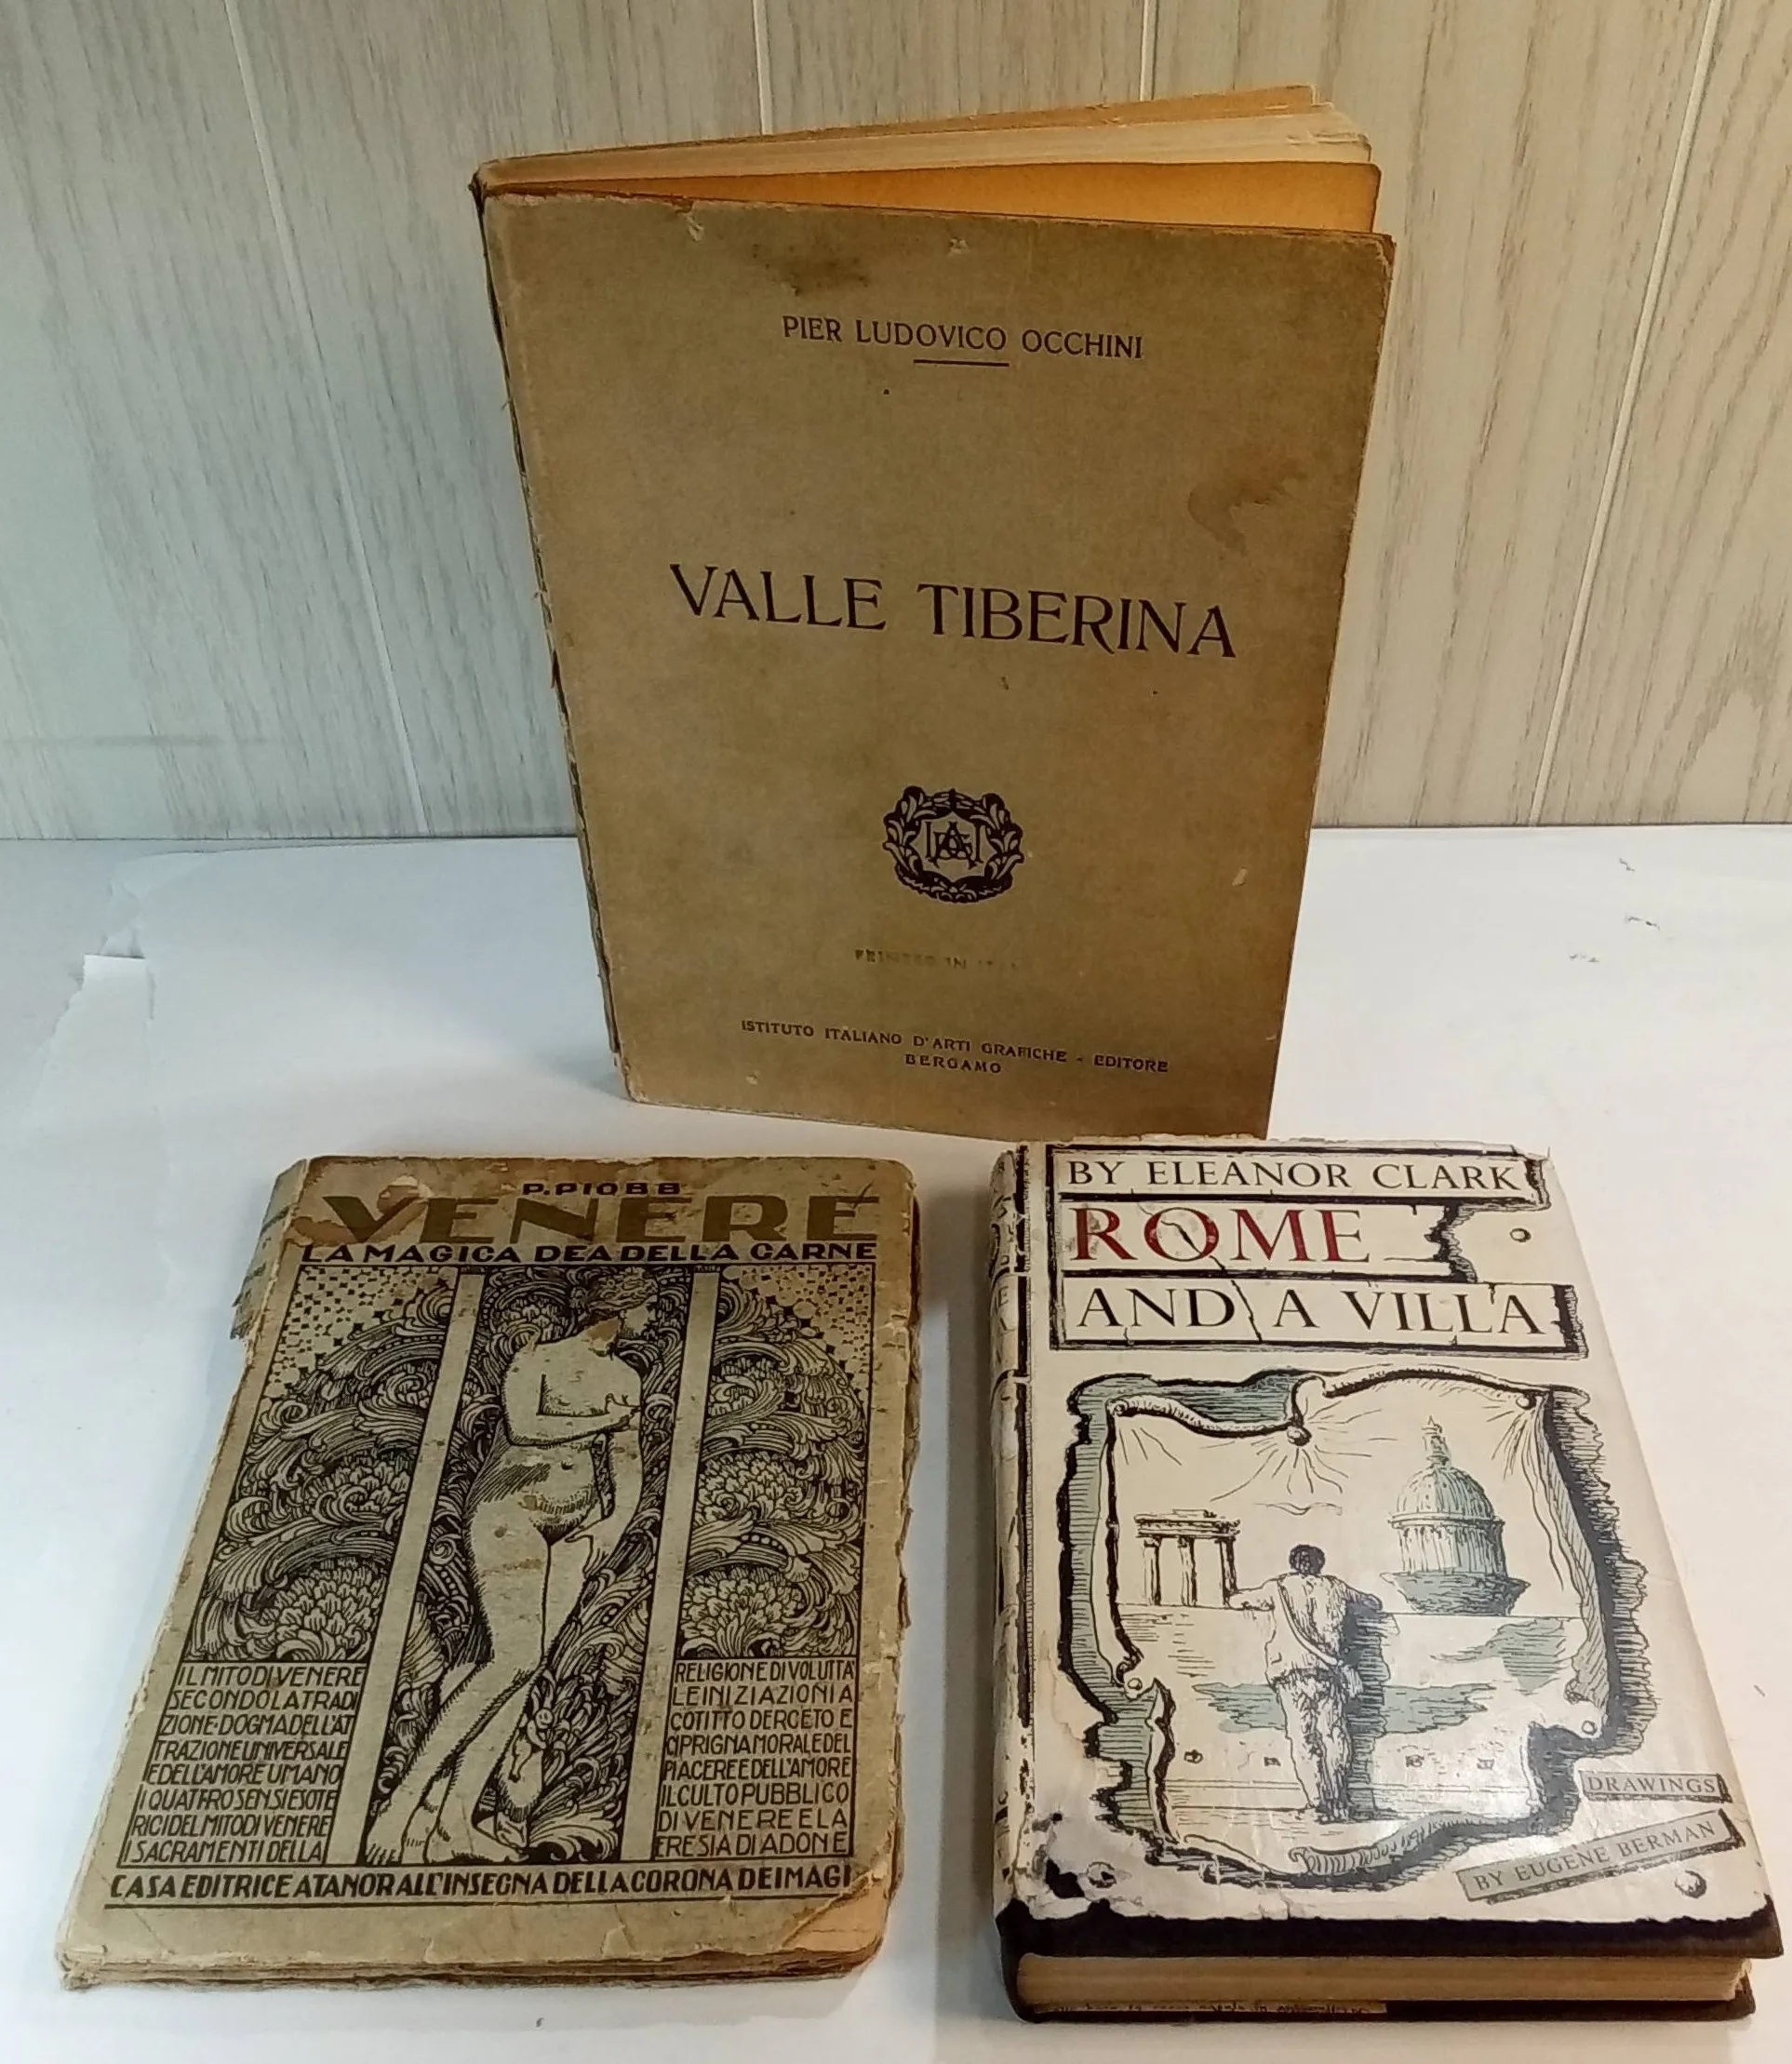 PIER LUDOVICO OCCHINI
VALLE TIBERINA
PRINTED IN
ISTITUTO ITALIANO D'ARTI GRAFICHE - EDITORE
BERGAMO
P. PIOBB
VENERE
LA MAGICA DEA DELLA CARNE
IL MITO DI VENERE
SECONDO LA TRADI
ZIONE·DOGMA DELL'AT
TRAZIONE UNIVERSALE
E DELL'AMORE UMANO
I QUATTRO SENSI ESOTE
RICI DEL MITO DI VENERE
I SACRAMENTI DELLA
RELIGIONE DI VOLUTTA'
LE INIZIAZIONI A
COTITTO DERCETO E
CIPRIGNA MORALE DEL
PIACERE E DELL'AMORE
IL CULTO PUBBLICO
DI VENERE E LA
ERESIA DI ADONE
CASA EDITRICE ATANOR ALL'INSEGNA DELLA CORONA DEI MAGI
BY ELEANOR CLARK
ROME
AND A VILLA
DRAWINGS
BY EUGENE BERMAN